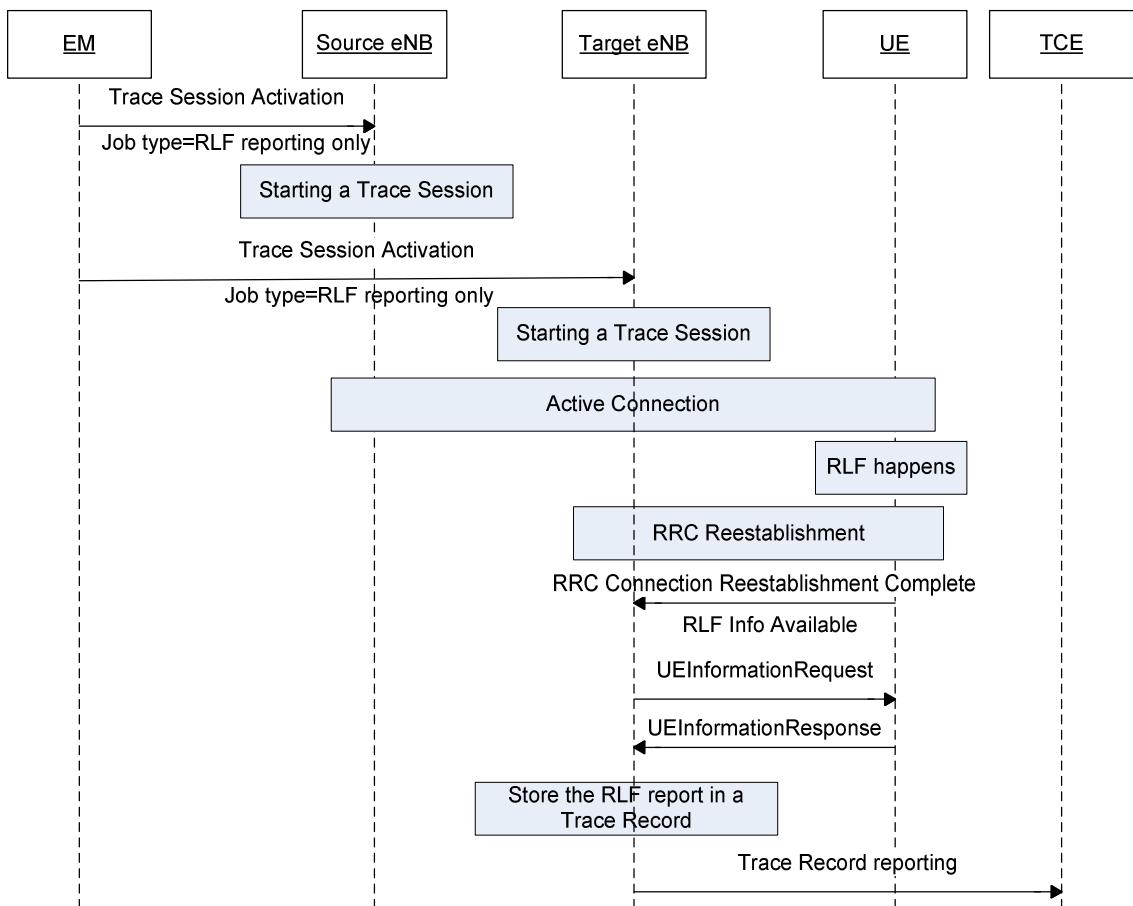 EM
Source eNB
Target eNB
UE
TCE
Trace Session Activation
Job type=RLF reporting only
Starting a Trace Session
Trace Session Activation
Job type=RLF reporting only
Starting a Trace Session
Active Connection
RLF happens
RRC Reestablishment
RRC Connection Reestablishment Complete
RLF Info Available
UEInformationRequest
UEInformationResponse
Store the RLF report in a
Trace Record
Trace Record reporting